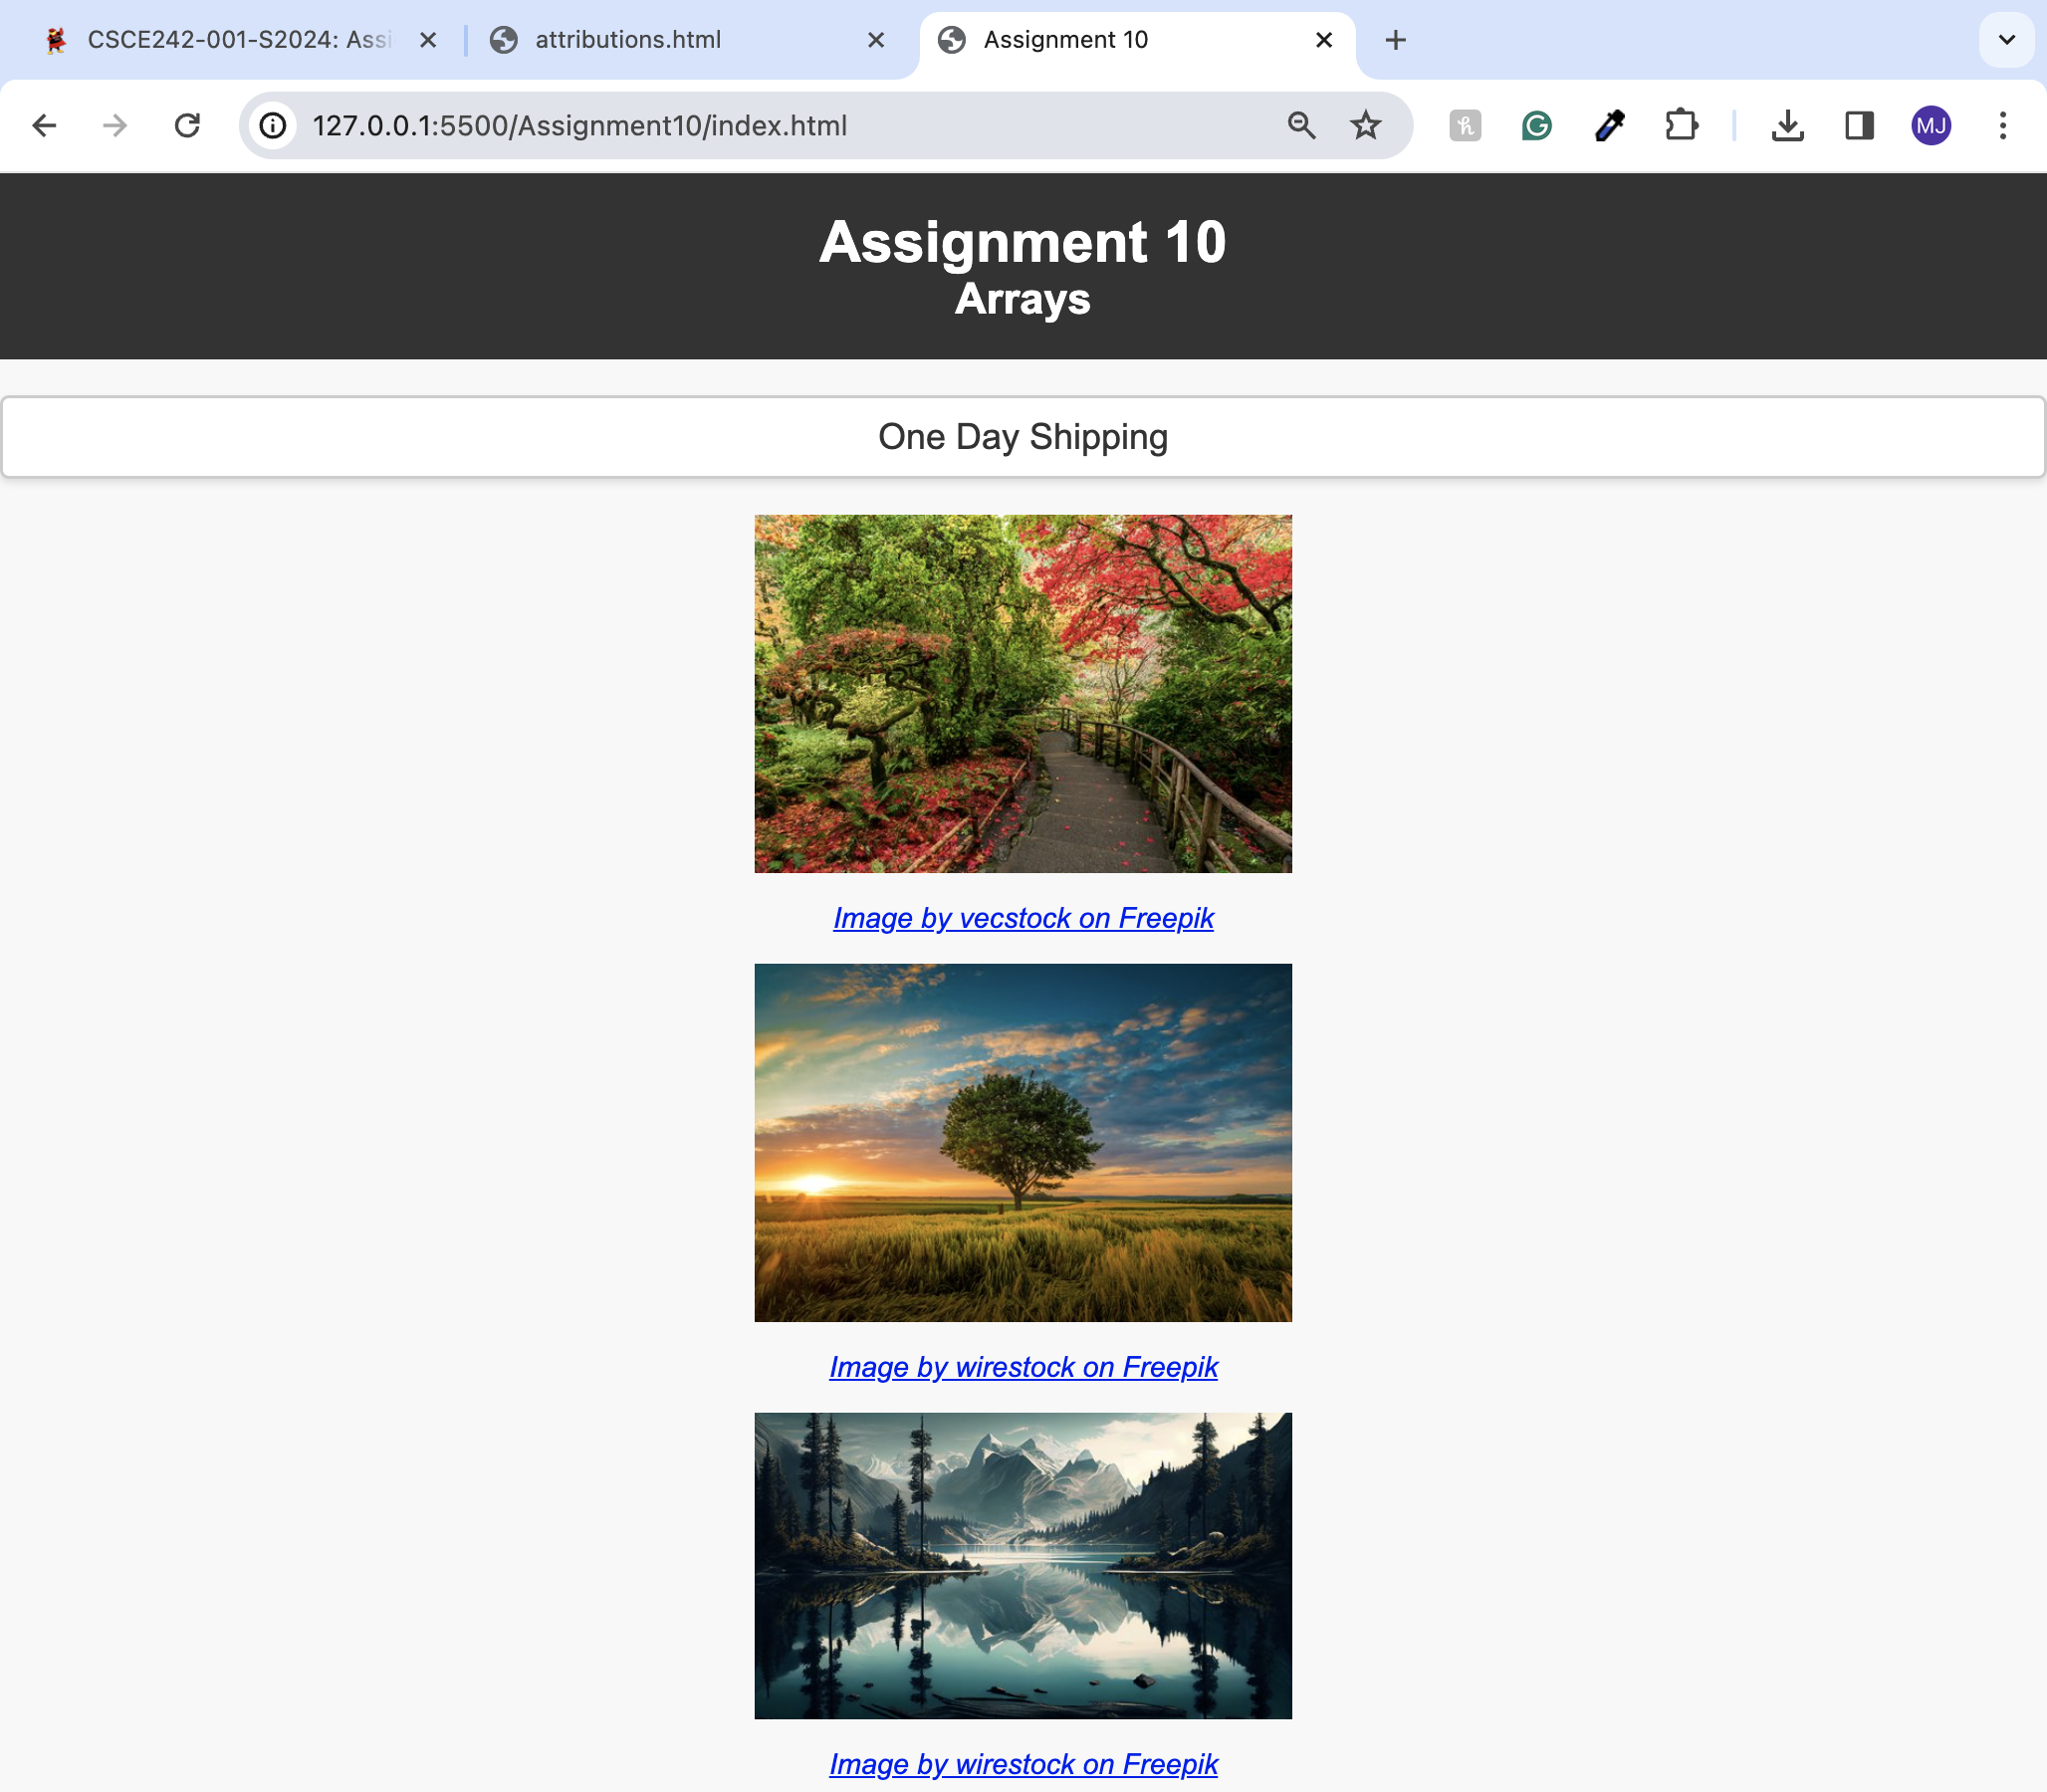 CSCE242-001-S2024: Assi
attributions.html
Assignment 10
127.0.0.1:5500/Assignment10/index.html
MJ
Assignment 10
Arrays
One Day Shipping
Image by vecstock on Freepik
Image by wirestock on Freepik
Image by wirestock on Freepik